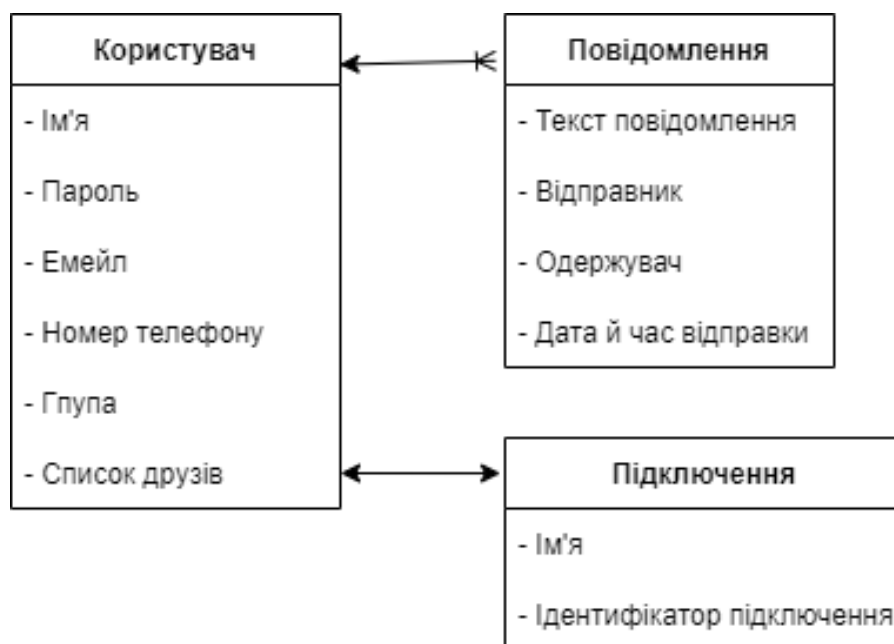 Користувач
- Ім'я
- Пароль
- Емейл
- Номер телефону
- Гпупа
- Список друзів
Повідомлення
- Текст повідомлення
- Відправник
- Одержувач
- Дата й час відправки
Підключення
- Ім'я
- Ідентифікатор підключення